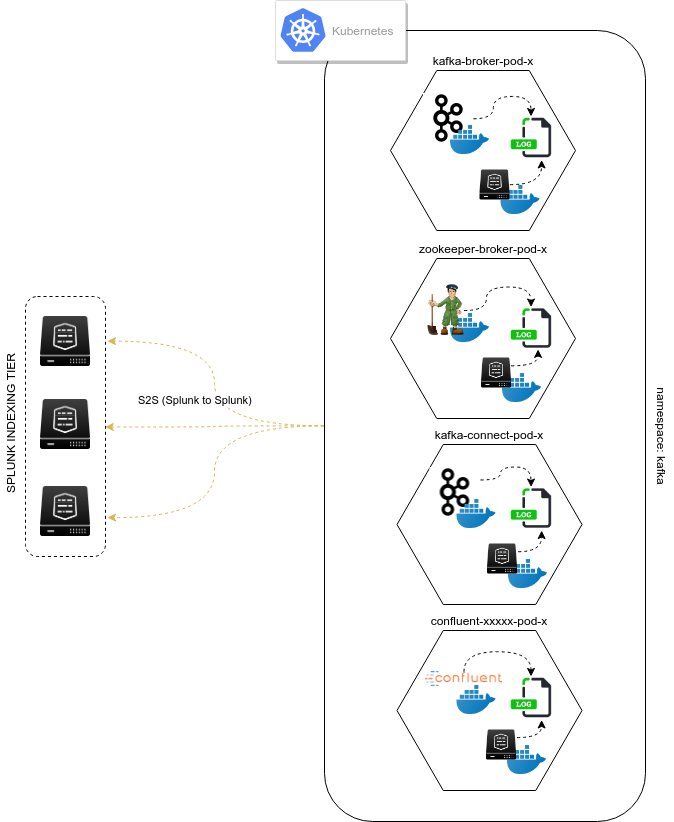 Kubernetes
kafka-broker-pod-x
LOG
zookeeper-broker-pod-x
LOG
SPLUNK INDEXING TIER
S2S (Splunk to Splunk)
namespace: kafka
kafka-connect-pod-x
LOG
confluent-xxxxx-pod-x
confluent
LOG